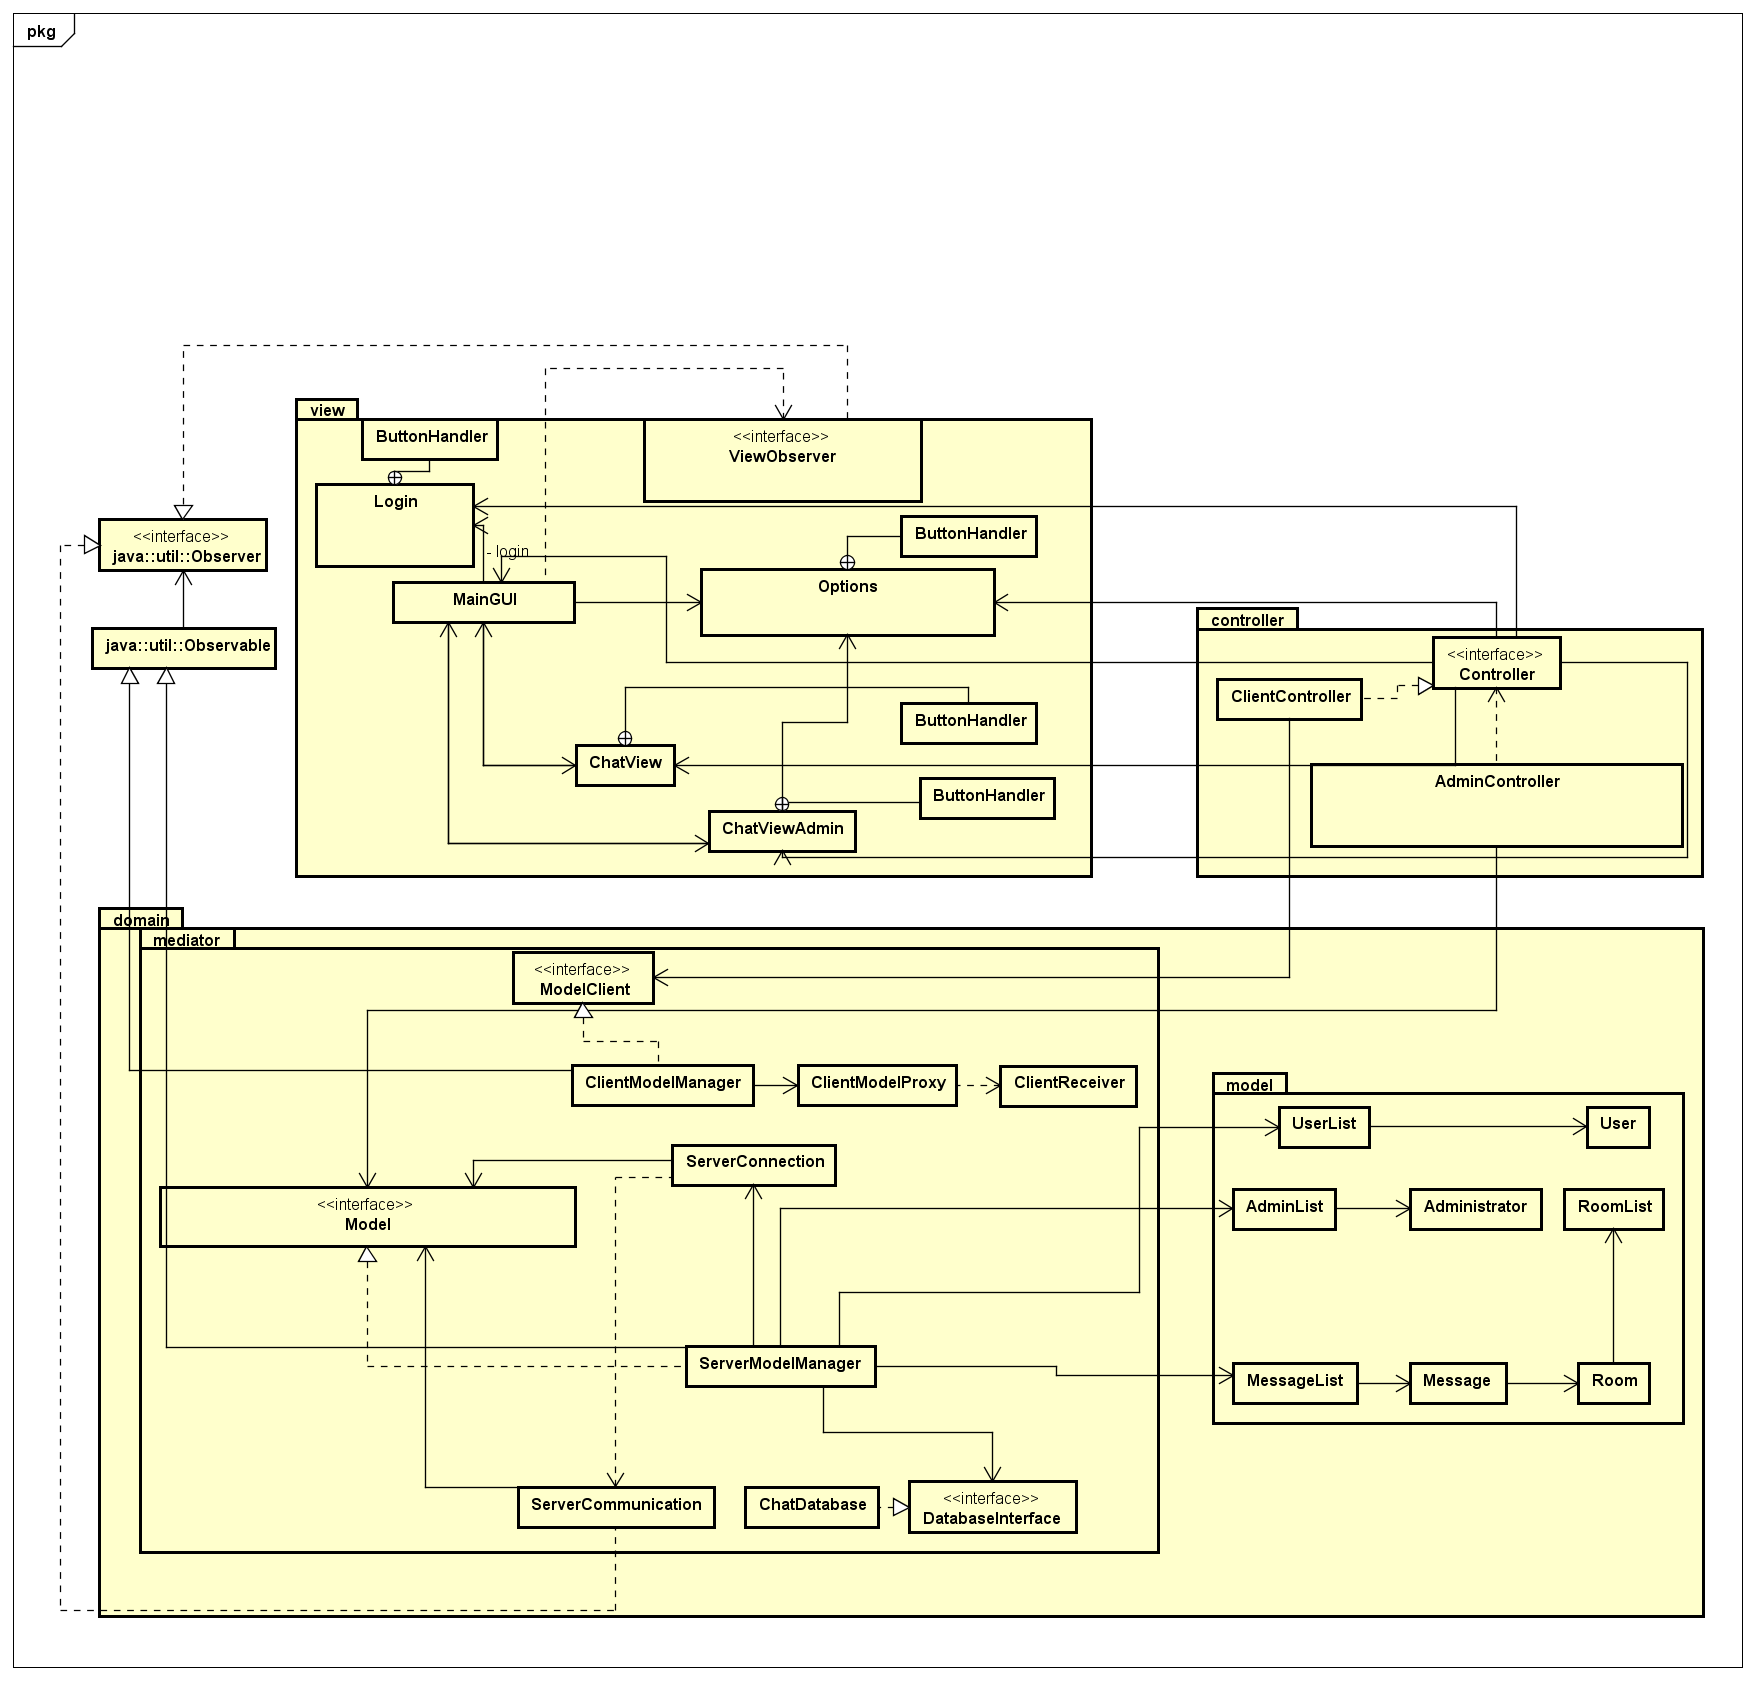 pkg
view
ButtonHandler
<<interface>>
ViewObserver
Login
<<interface>>
java::util::Observer
ButtonHandler
- login
MainGUI
Options
java::util::Observable
controller
<<interface>>
Controller
ClientController
ButtonHandler
ChatView
AdminController
ButtonHandler
ChatViewAdmin
domain
mediator
<<interface>>
ModelClient
ClientModelManager
ClientModelProxy
ClientReceiver
model
UserList
User
ServerConnection
<<interface>>
Model
AdminList
Administrator
RoomList
ServerModelManager
MessageList
Message
Room
ServerCommunication
ChatDatabase
<<interface>>
DatabaseInterface